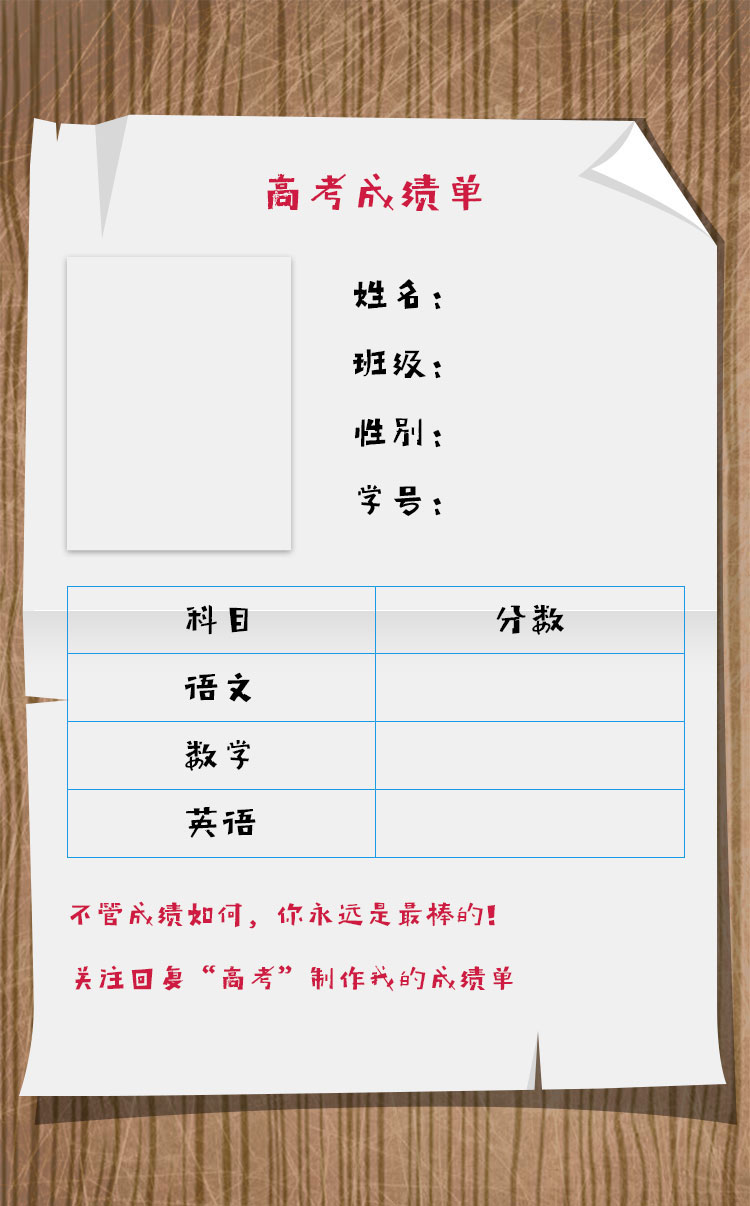 高考成绩单
姓名：
班级：
性别：
学号：
科目 分数
语文
数学
英语
不管成绩如何，你永远是最棒的！
关注回复“高考”制作我的成绩单